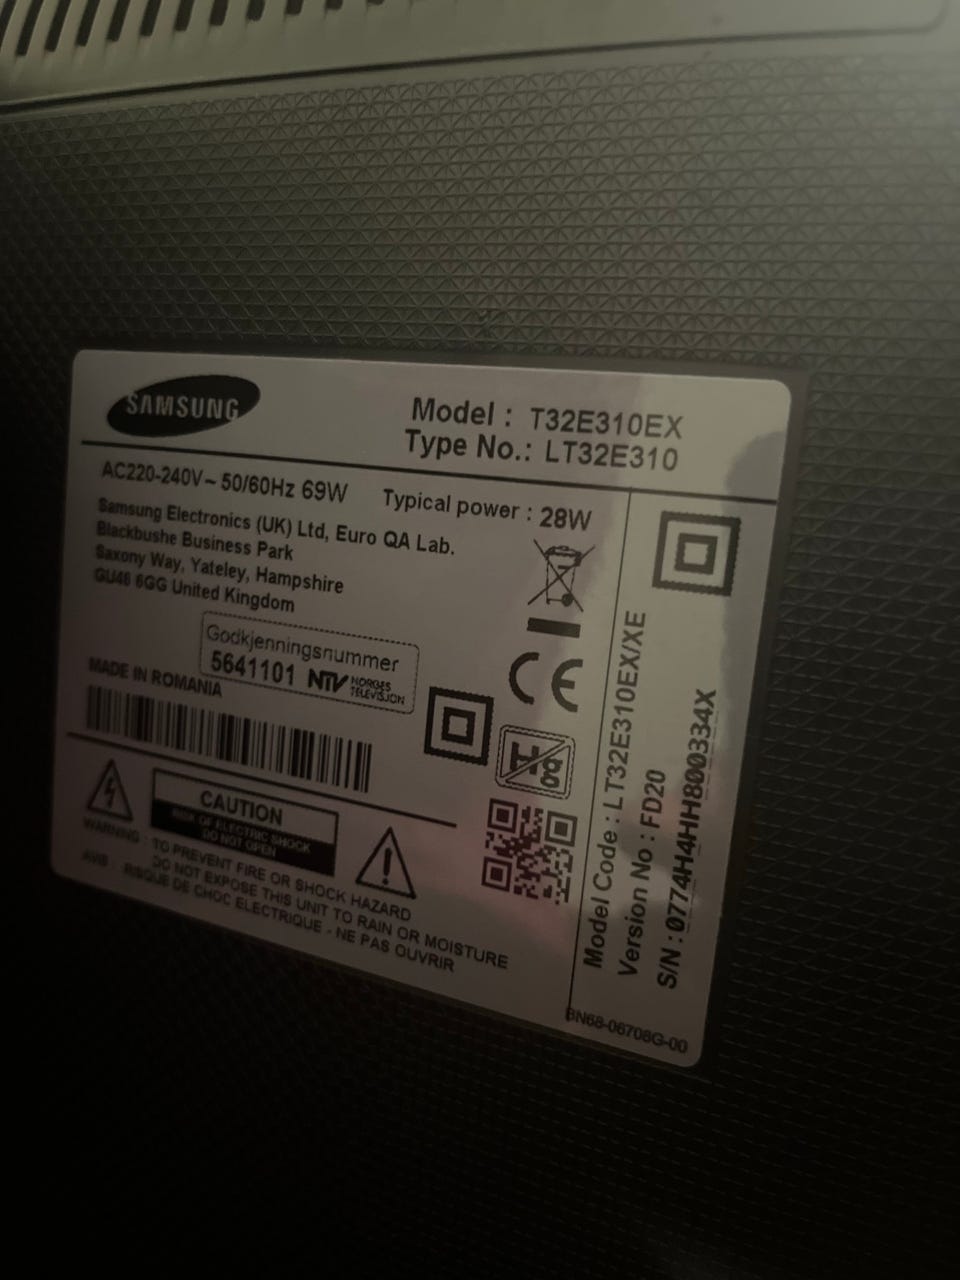 SAMSUNG
Model : T32E310EX
Type No.: LT32E310
AC220-240V~ 50/60Hz 69W
Typical power : 28W
Samsung Electronics (UK) Ltd, Euro QA Lab.
Blackbushe Business Park
Saxony Way, Yateley, Hampshire
GU46 6GG United Kingdom
Godkjenningsnummer
5641101 NTV NORGES
TELEVISJON
MADE IN ROMANIA
CE
Hg
CAUTION
RISK OF ELECTRIC SHOCK
DO NOT OPEN
WARNING : TO PREVENT FIRE OR SHOCK HAZARD
DO NOT EXPOSE THIS UNIT TO RAIN OR MOISTURE
AVIS : RISQUE DE CHOC ELECTRIQUE - NE PAS OUVRIR
Model Code : LT32E310EX/XE
Version No : FD20
S/N : 0774H4HH800334X
BN68-06708G-00